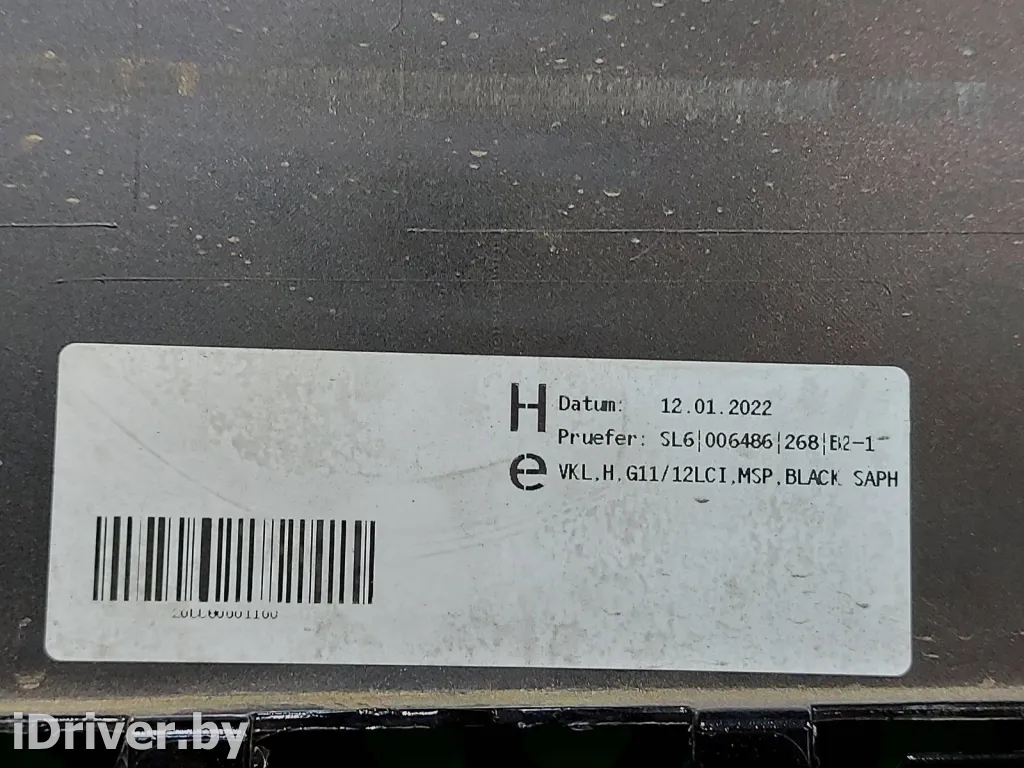 H
Datum: 12.01.2022
Pruefer: SL6|006486|268|B2-1
e
VKL,H,G11/12LCI,MSP,BLACK SAPH
iDriver.by